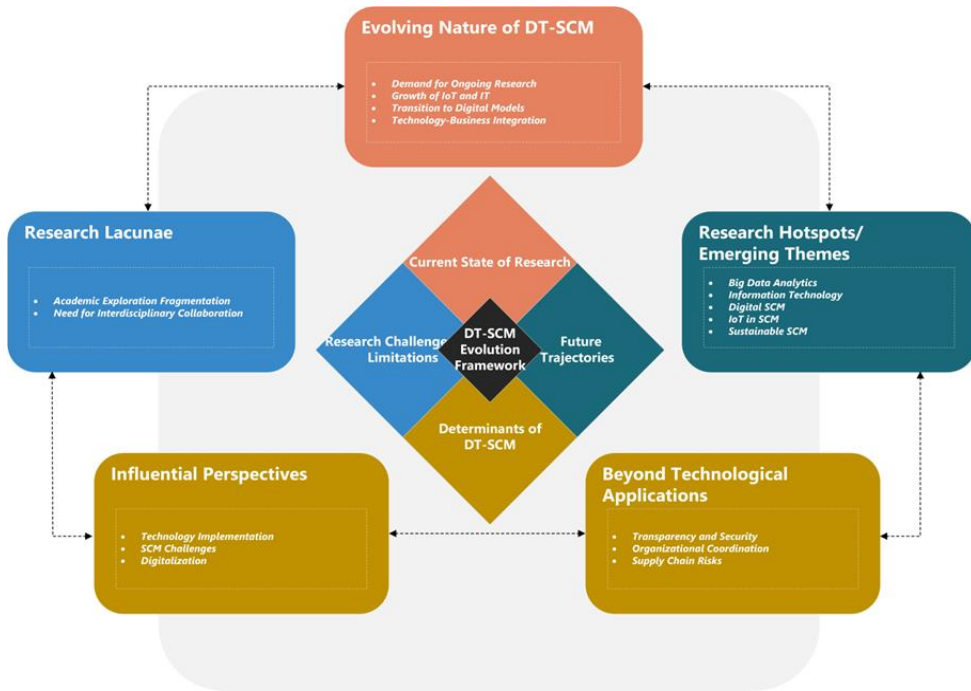 Evolving Nature of DT-SCM
Demand for Ongoing Research
Growth of IoT and IT
Transition to Digital Models
Technology-Business Integration
Research Lacunae
Academic Exploration Fragmentation
Need for Interdisciplinary Collaboration
Research Hotspots/
Emerging Themes
Big Data Analytics
Information Technology
Digital SCM
IoT in SCM
Sustainable SCM
Current State of Research
Research Challenge
Limitations
DT-SCM
Evolution
Framework
Future
Trajectories
Determinants of
DT-SCM
Influential Perspectives
Technology Implementation
SCM Challenges
Digitalization
Beyond Technological
Applications
Transparency and Security
Organizational Coordination
Supply Chain Risks